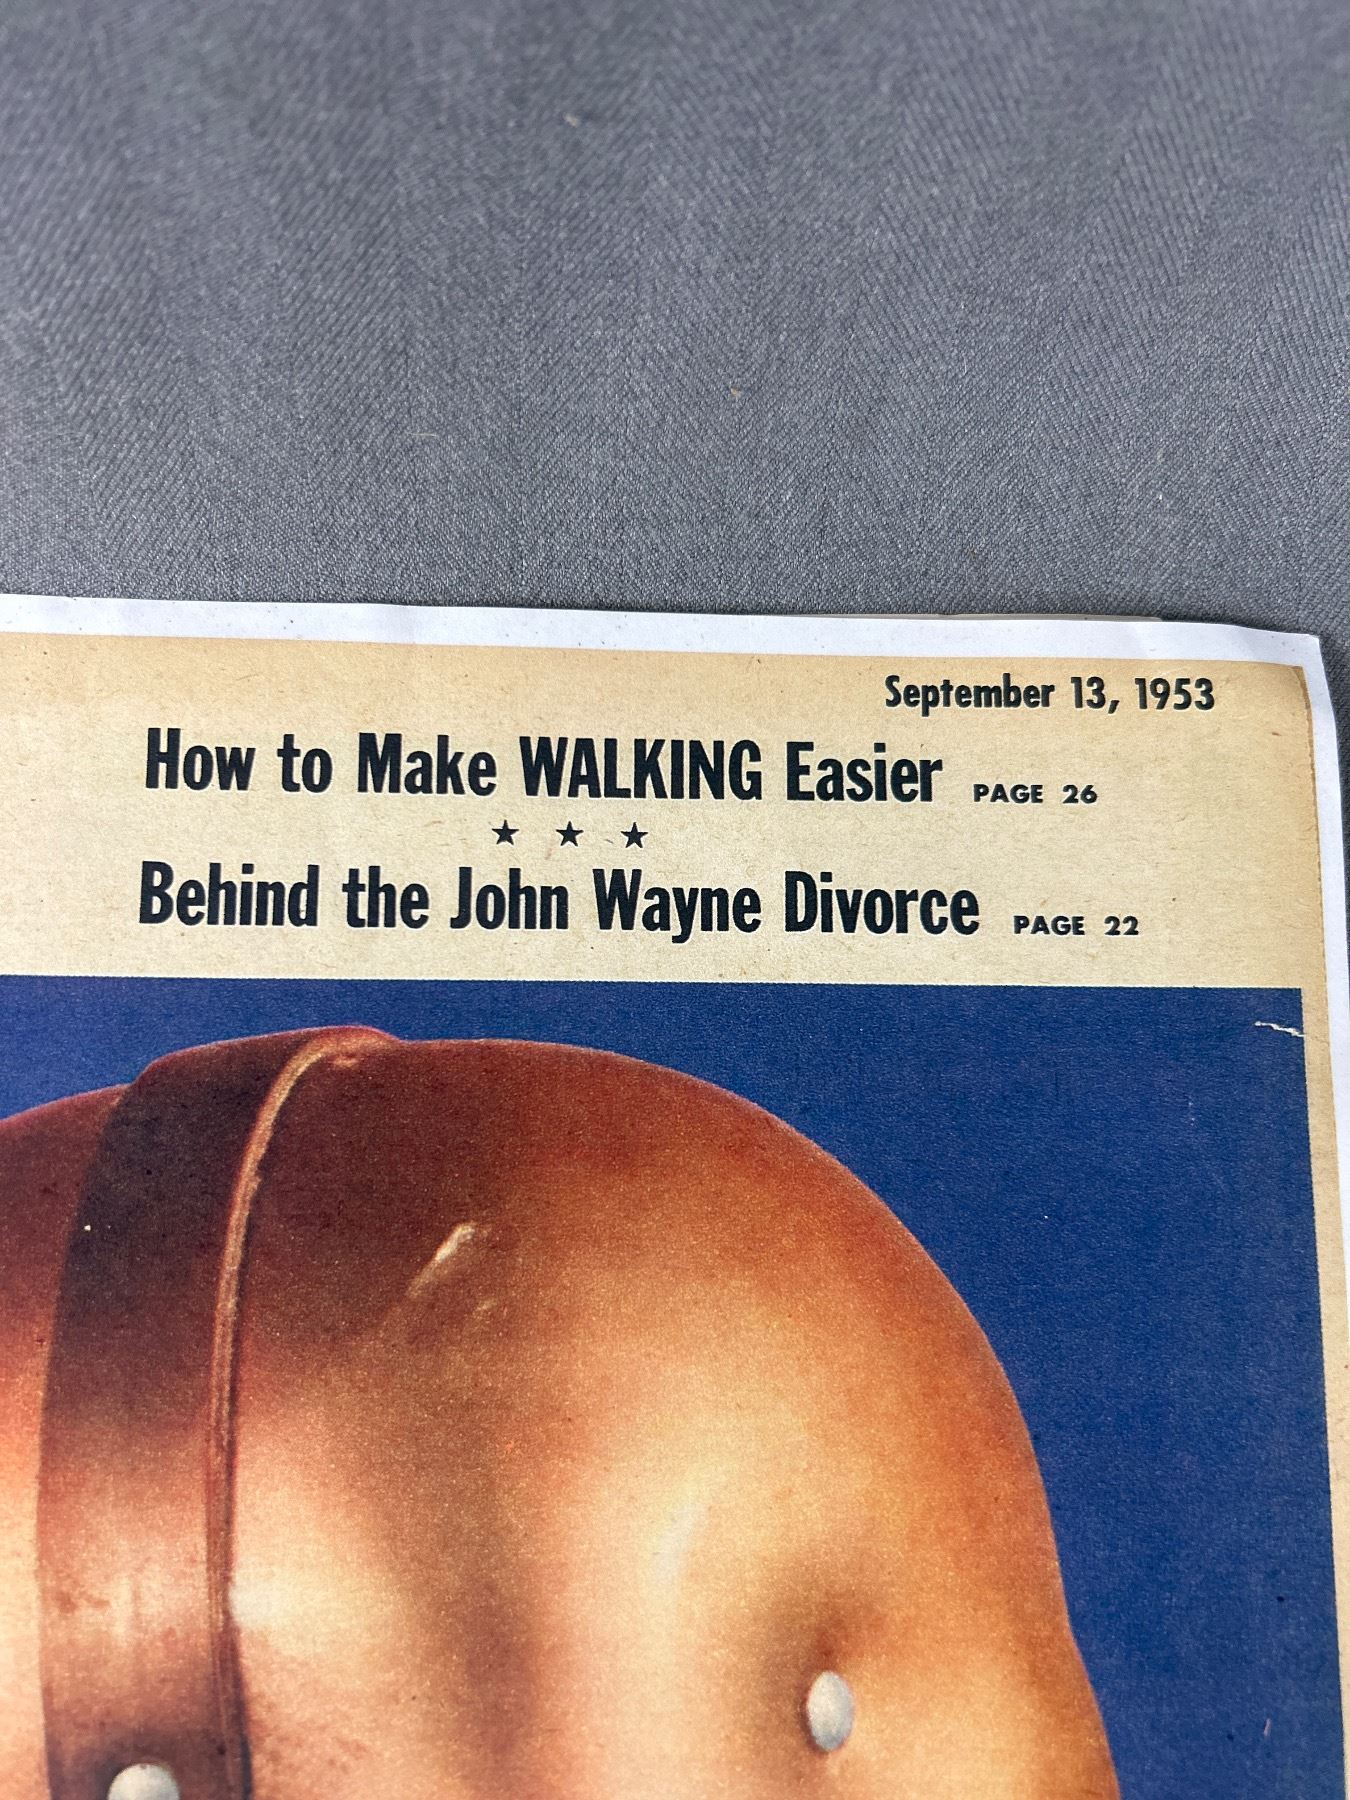 September 13, 1953
How to Make WALKING Easier PAGE 26
★ ★ ★
Behind the John Wayne Divorce PAGE 22